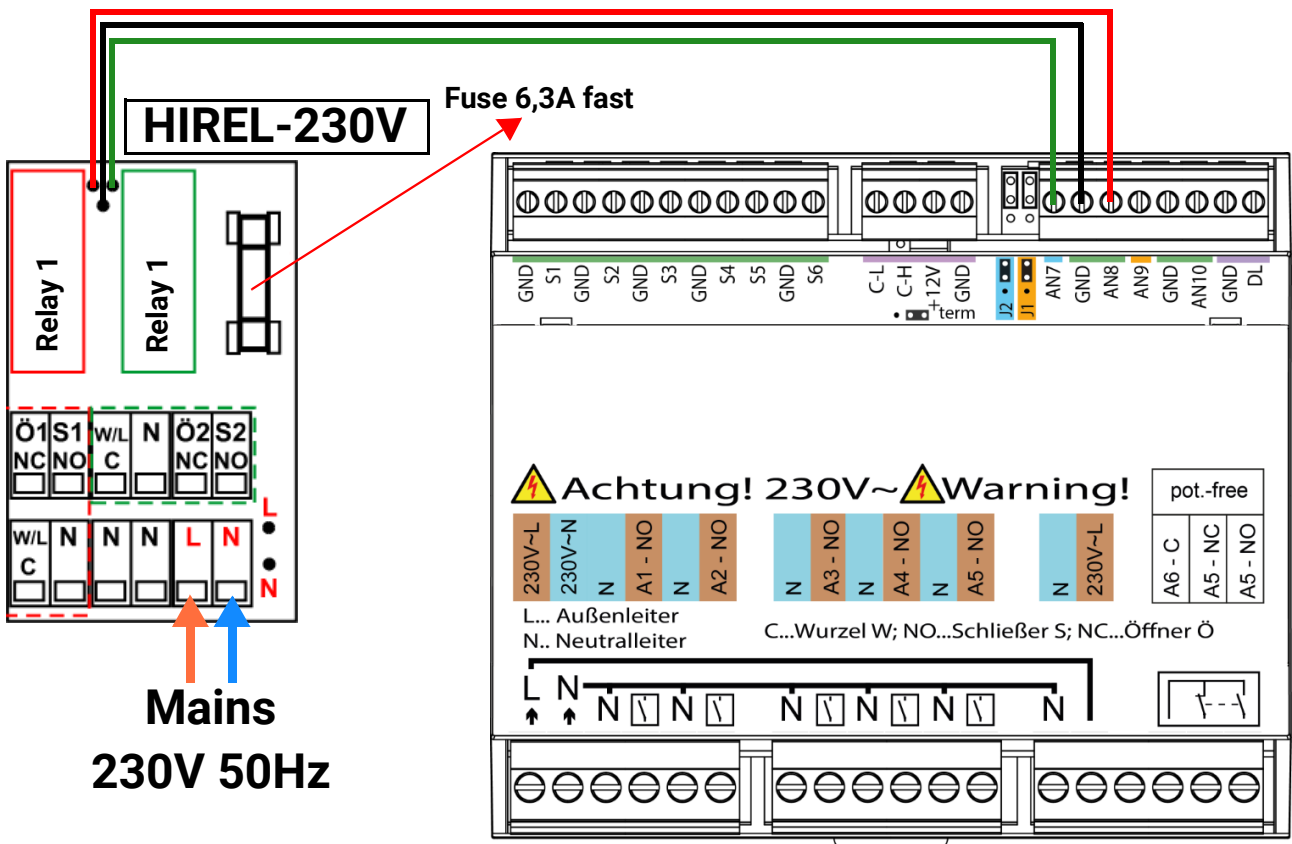 HIREL-230V
Fuse 6,3A fast
Relay 1
Relay 1
GND S1 GND S2 GND S3 GND S4 S5 GND S6
C-L C-H +12V GND
J2 J1
AN7 GND AN8 AN9 GND AN10 GND DL
term
Ö1 S1 W/L N Ö2 S2
NC NO C NC NO
L
W/L N N N L N
C
N
Mains
230V 50Hz
Achtung! 230V~ Warning!
pot.-free
230V~L 230V~N N A1 - NO N A2 - NO
N A3 - NO N A4 - NO N A5 - NO
N 230V~L
A6 - C A5 - NC A5 - NO
L... Außenleiter
N.. Neutralleiter
C...Wurzel W; NO...Schließer S; NC...Öffner Ö
L N N N N N N N